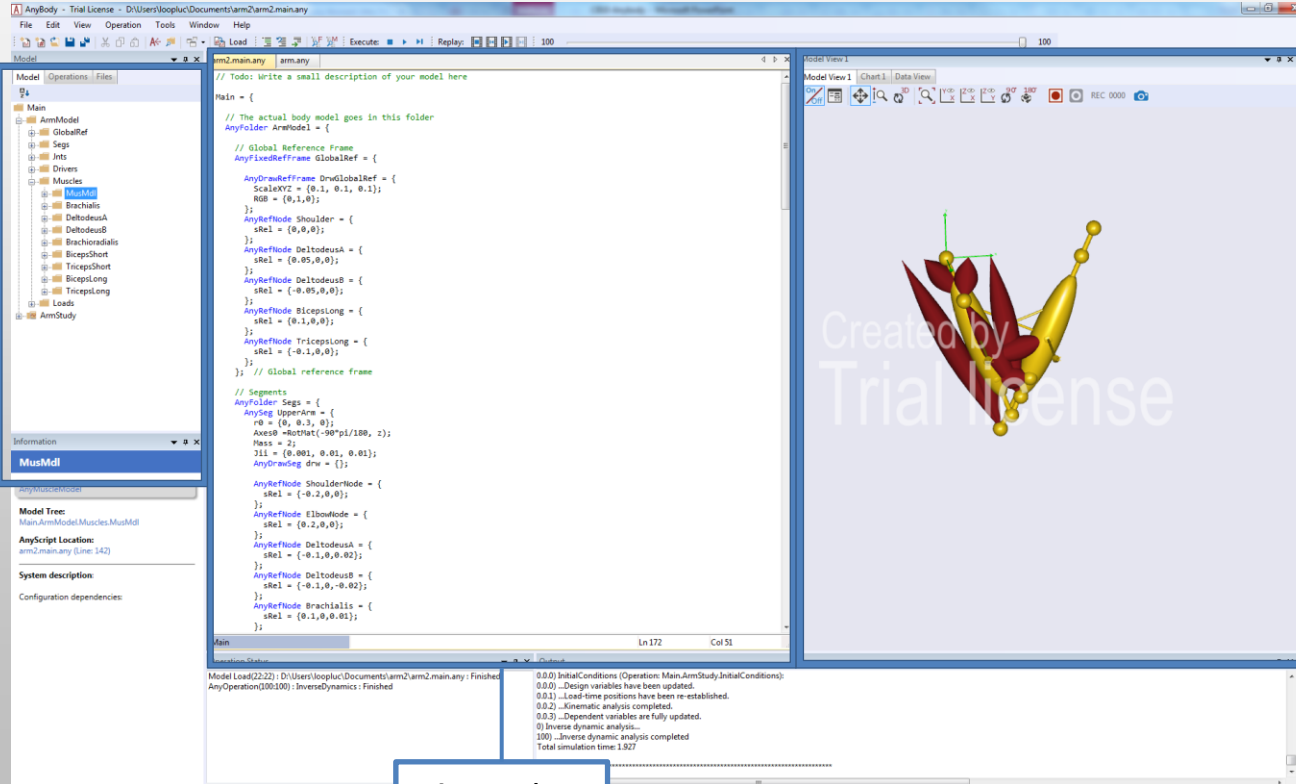 AnyBody - Trial License - D:\Users\loopluc\Documents\arm2\arm2.main.any
File Edit View Operation Tools Window Help
Load Execute: Replay: 100 100
Model
Model Operations Files
Main
ArmModel
GlobalRef
Segs
Jnts
Drivers
Muscles
MusMdl
Brachialis
DeltodeusA
DeltodeusB
Brachioradialis
BicepsShort
TricepsShort
BicepsLong
TricepsLong
Loads
ArmStudy
Information
MusMdl
AnyMuscleModel
Model Tree:
Main.ArmModel.Muscles.MusMdl
AnyScript Location:
arm2.main.any (Line: 142)
System description:
Configuration dependencies:
arm2.main.any arm.any
// Todo: Write a small description of your model here
Main = {
// The actual body model goes in this folder
AnyFolder ArmModel = {
// Global Reference Frame
AnyFixedRefFrame GlobalRef = {
AnyDrawRefFrame DrwGlobalRef = {
ScaleXYZ = {0.1, 0.1, 0.1};
RGB = {0,1,0};
};
AnyRefNode Shoulder = {
sRel = {0,0,0};
};
AnyRefNode DeltodeusA = {
sRel = {0.05,0,0};
};
AnyRefNode DeltodeusB = {
sRel = {-0.05,0,0};
};
AnyRefNode BicepsLong = {
sRel = {0.1,0,0};
};
AnyRefNode TricepsLong = {
sRel = {-0.1,0,0};
};
}; // Global reference frame
// Segments
AnyFolder Segs = {
AnySeg UpperArm = {
r0 = {0, 0.3, 0};
Axes0 =RotMat(-90*pi/180, z);
Mass = 2;
Jii = {0.001, 0.01, 0.01};
AnyDrawSeg drw = {};
AnyRefNode ShoulderNode = {
sRel = {-0.2,0,0};
};
AnyRefNode ElbowNode = {
sRel = {0.2,0,0};
};
AnyRefNode DeltodeusA = {
sRel = {-0.1,0,0.02};
};
AnyRefNode DeltodeusB = {
sRel = {-0.1,0,-0.02};
};
AnyRefNode Brachialis = {
sRel = {0.1,0,0.01};
};
Main Ln 172 Col 51
Model View 1
Model View 1 Chart 1 Data View
On Off 3D 90° 180° REC 0000
Created by
Trial license
Operation Status
Model Load(22:22) : D:\Users\loopluc\Documents\arm2\arm2.main.any : Finished
AnyOperation(100:100) : InverseDynamics : Finished
Output
0.0.0) InitialConditions (Operation: Main.ArmStudy.InitialConditions):
0.0.0) ...Design variables have been updated.
0.0.1) ...Load-time positions have been re-established.
0.0.2) ...Kinematic analysis completed.
0.0.3) ...Dependent variables are fully updated.
0) Inverse dynamic analysis...
100) ...Inverse dynamic analysis completed
Total simulation time: 1.927